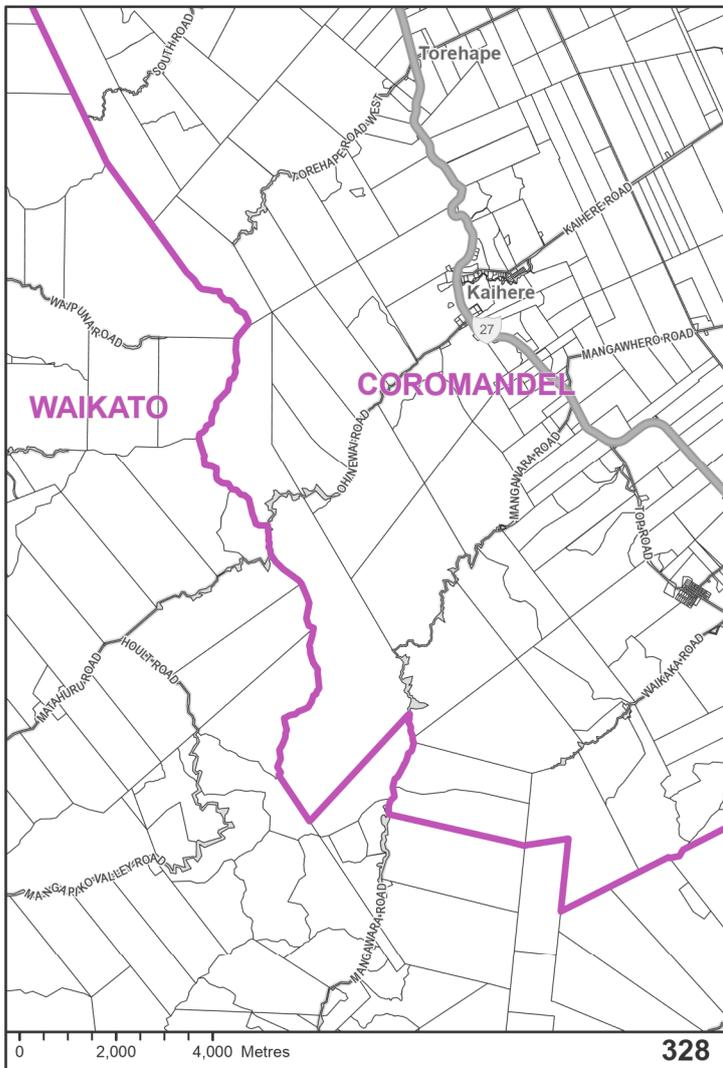 SOUTH ROAD
Torehape
TOREHAPE ROAD WEST
KAIHERE ROAD
Kaihere
WAIPUNA ROAD
27
MANGAWHERO ROAD
COROMANDEL
WAIKATO
OHINEWAI ROAD
MANGAWARA ROAD
TOP ROAD
HOULT ROAD
MATAHURU ROAD
WAIKAKA ROAD
MANGAPIKO VALLEY ROAD
MANGAWARA ROAD
0 2,000 4,000 Metres
328